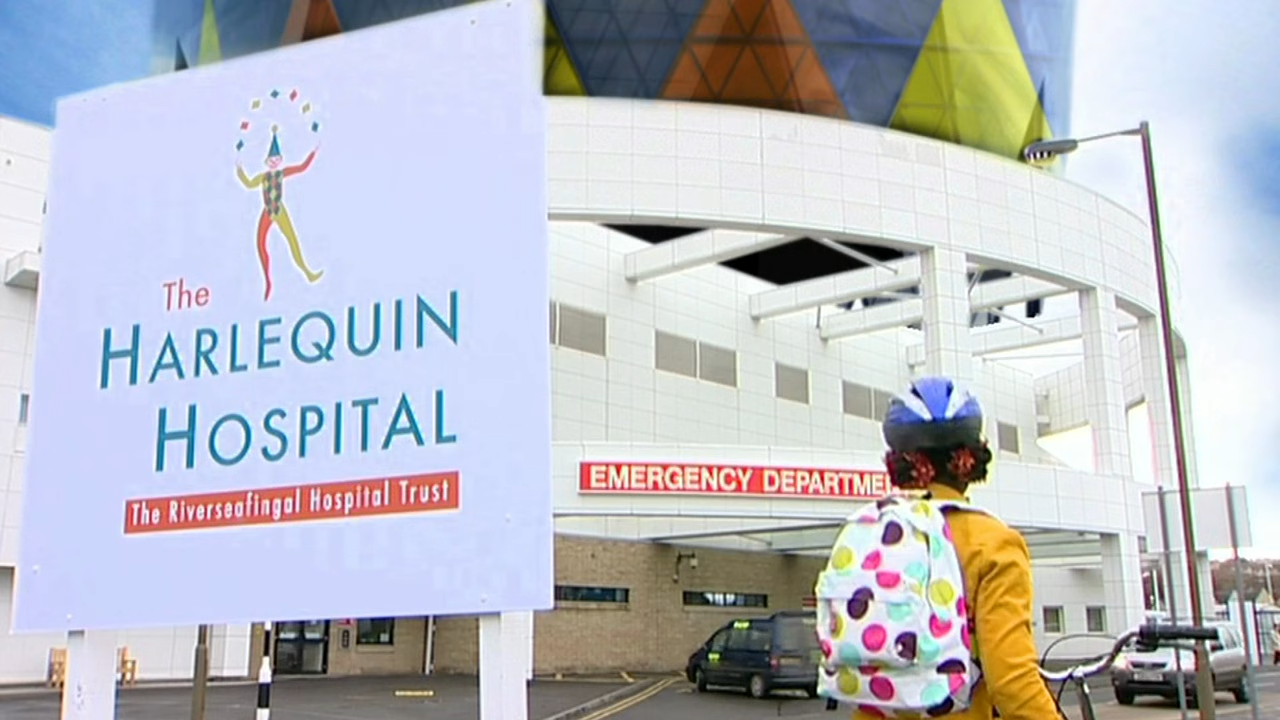 The
HARLEQUIN
HOSPITAL
The Riverseafingal Hospital Trust
EMERGENCY DEPARTME